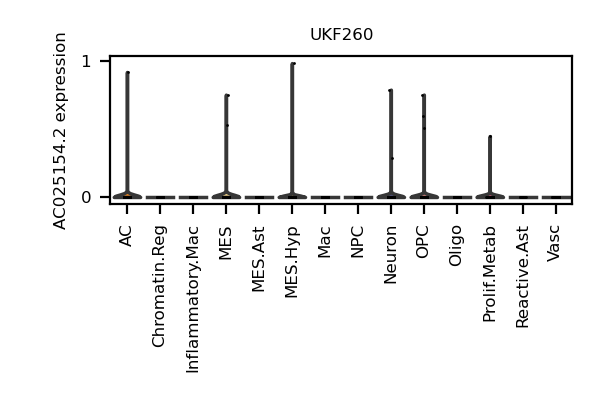 UKF260
AC025154.2 expression
1
0
AC
Chromatin.Reg
Inflammatory.Mac
MES
MES.Ast
MES.Hyp
Mac
NPC
Neuron
OPC
Oligo
Prolif.Metab
Reactive.Ast
Vasc